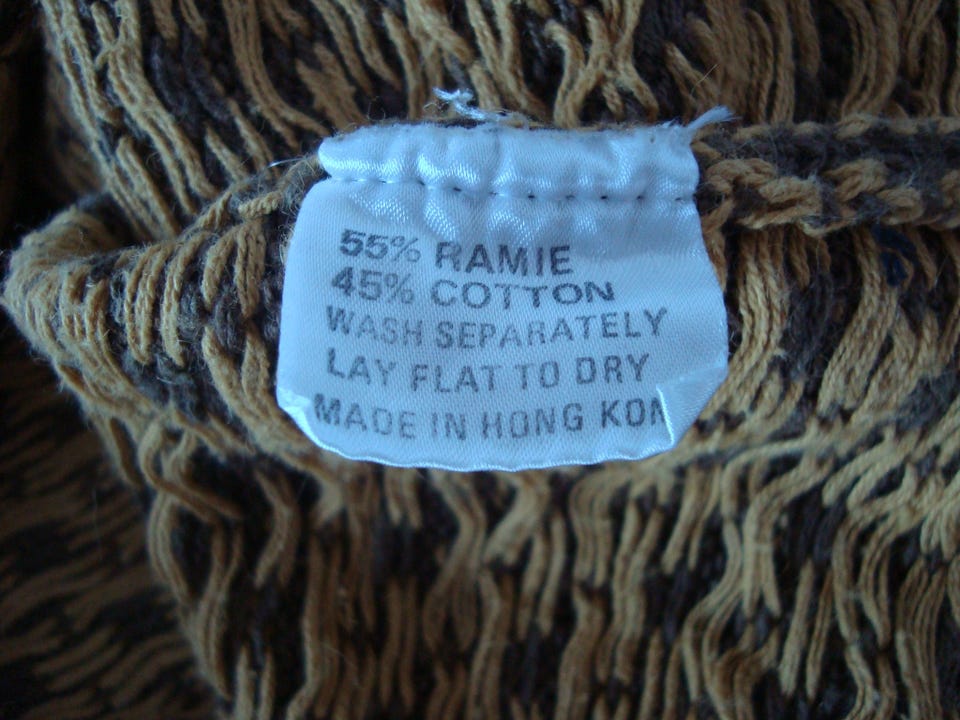 55% RAMIE
45% COTTON
WASH SEPARATELY
LAY FLAT TO DRY
MADE IN HONG KON